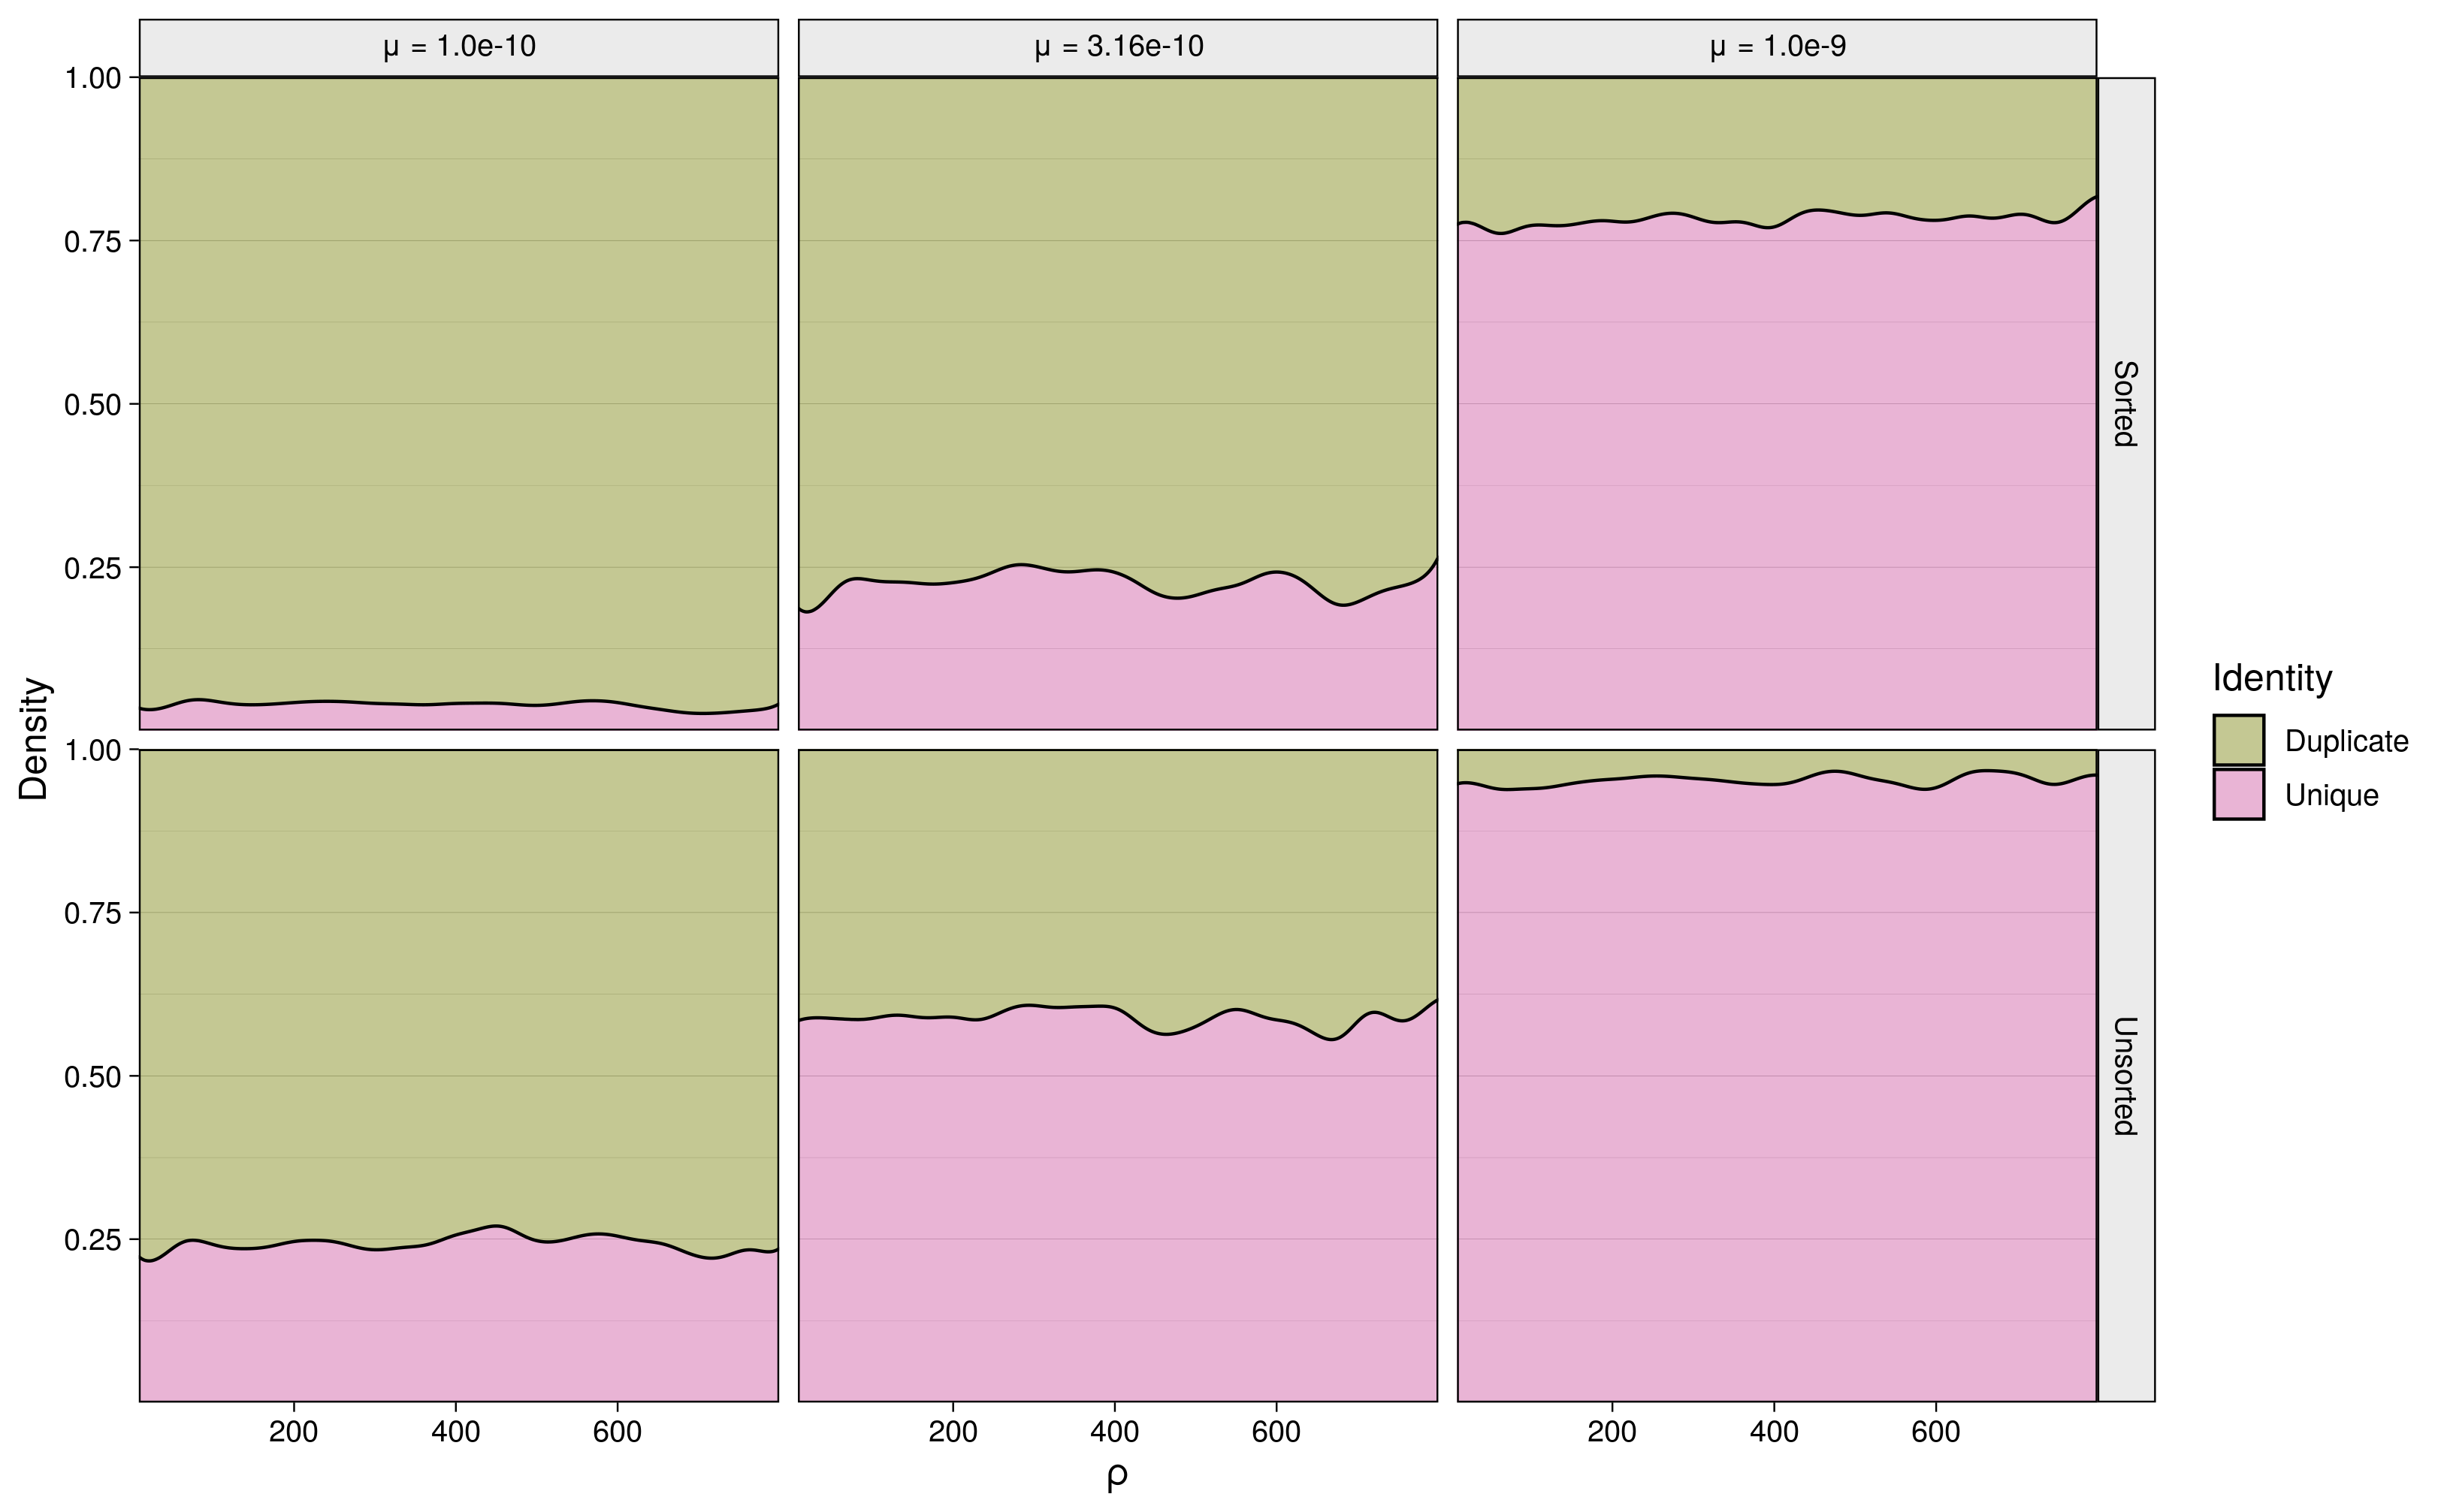 μ = 1.0e-10
μ = 3.16e-10
μ = 1.0e-9
1.00
0.75
0.50
0.25
Sorted
1.00
0.75
0.50
0.25
Unsorted
Density
200 400 600
200 400 600
200 400 600
ρ
Identity
Duplicate
Unique